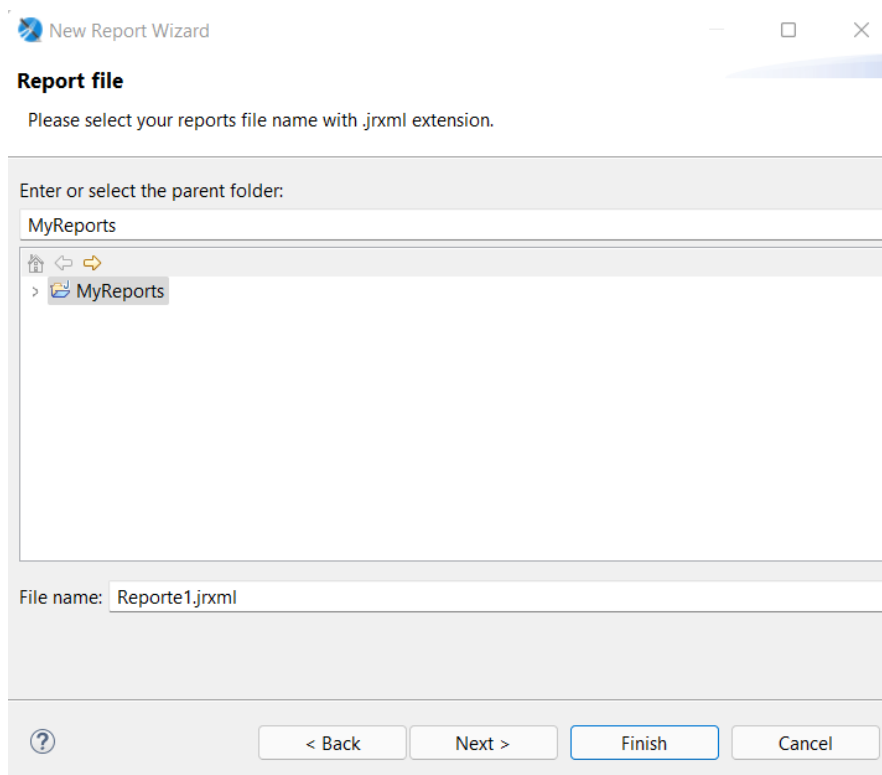 New Report Wizard
Report file
Please select your reports file name with .jrxml extension.
Enter or select the parent folder:
MyReports
MyReports
File name: Reporte1.jrxml
< Back Next > Finish Cancel